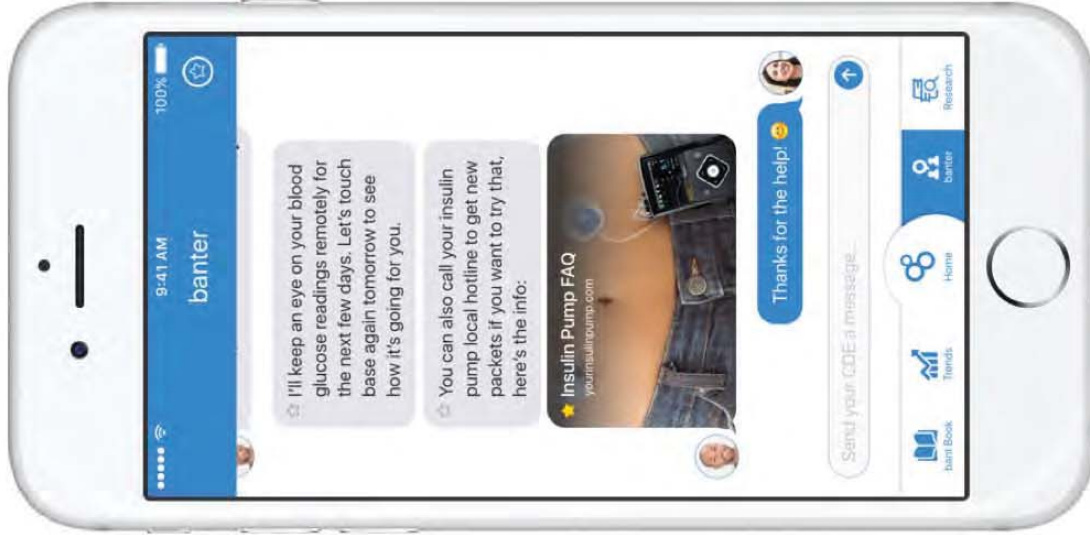 9:41 AM
100%
banter
I'll keep an eye on your blood
glucose readings remotely for
the next few days. Let's touch
base again tomorrow to see
how it's going for you.
You can also call your insulin
pump local hotline to get new
packets if you want to try that,
here's the info:
Insulin Pump FAQ
yourinsulinpump.com
Thanks for the help! 😊
Send your CDE a message.
bant Book
Trends
Home
banter
Research